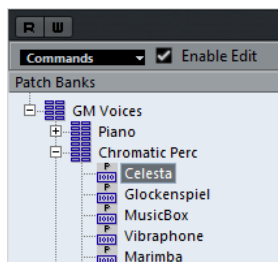 R W
Commands Enable Edit
Patch Banks
GM Voices
Piano
Chromatic Perc
P
Celesta
P
Glockenspiel
P
MusicBox
P
Vibraphone
P
Marimba